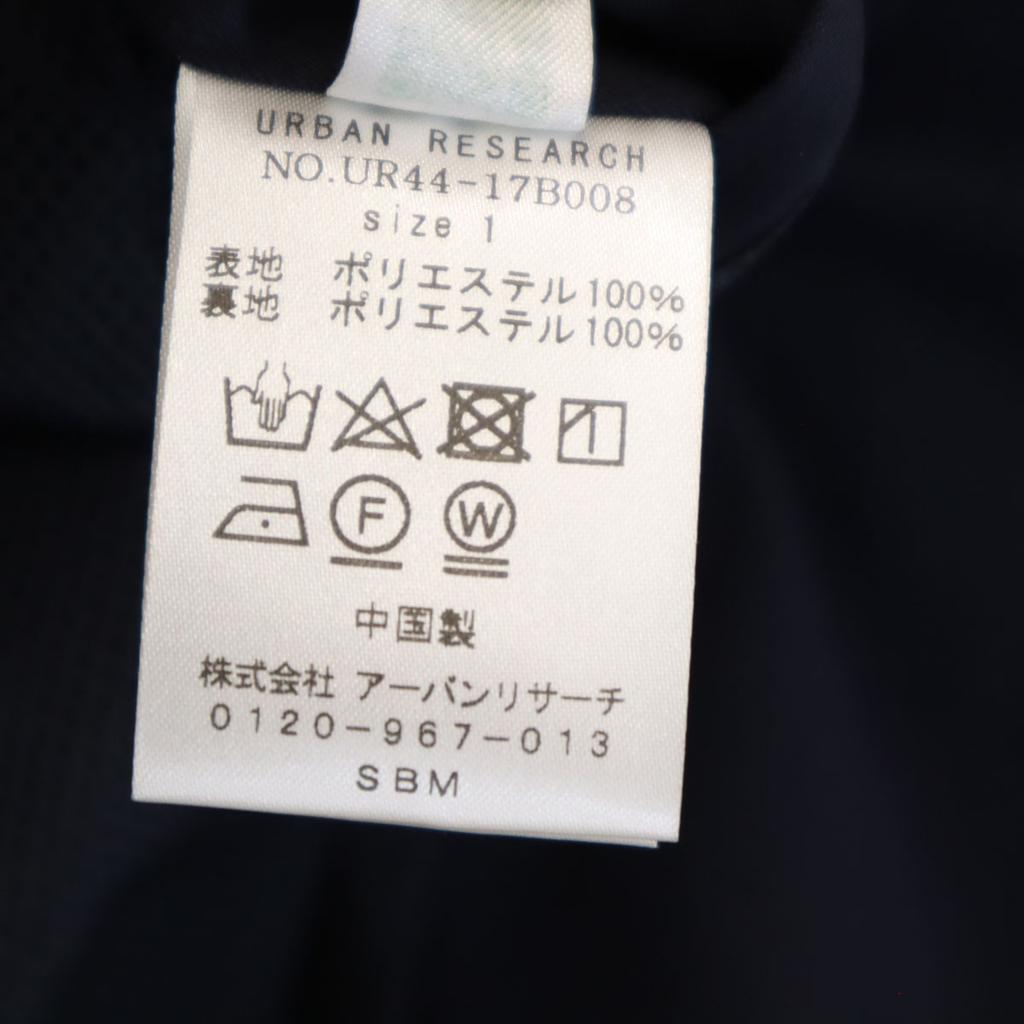 URBAN RESEARCH
NO.UR44-17B008
size 1
表地 ポリエステル100%
裏地 ポリエステル100%
F W
中国製
株式会社 アーバンリサーチ
0120-967-013
SBM